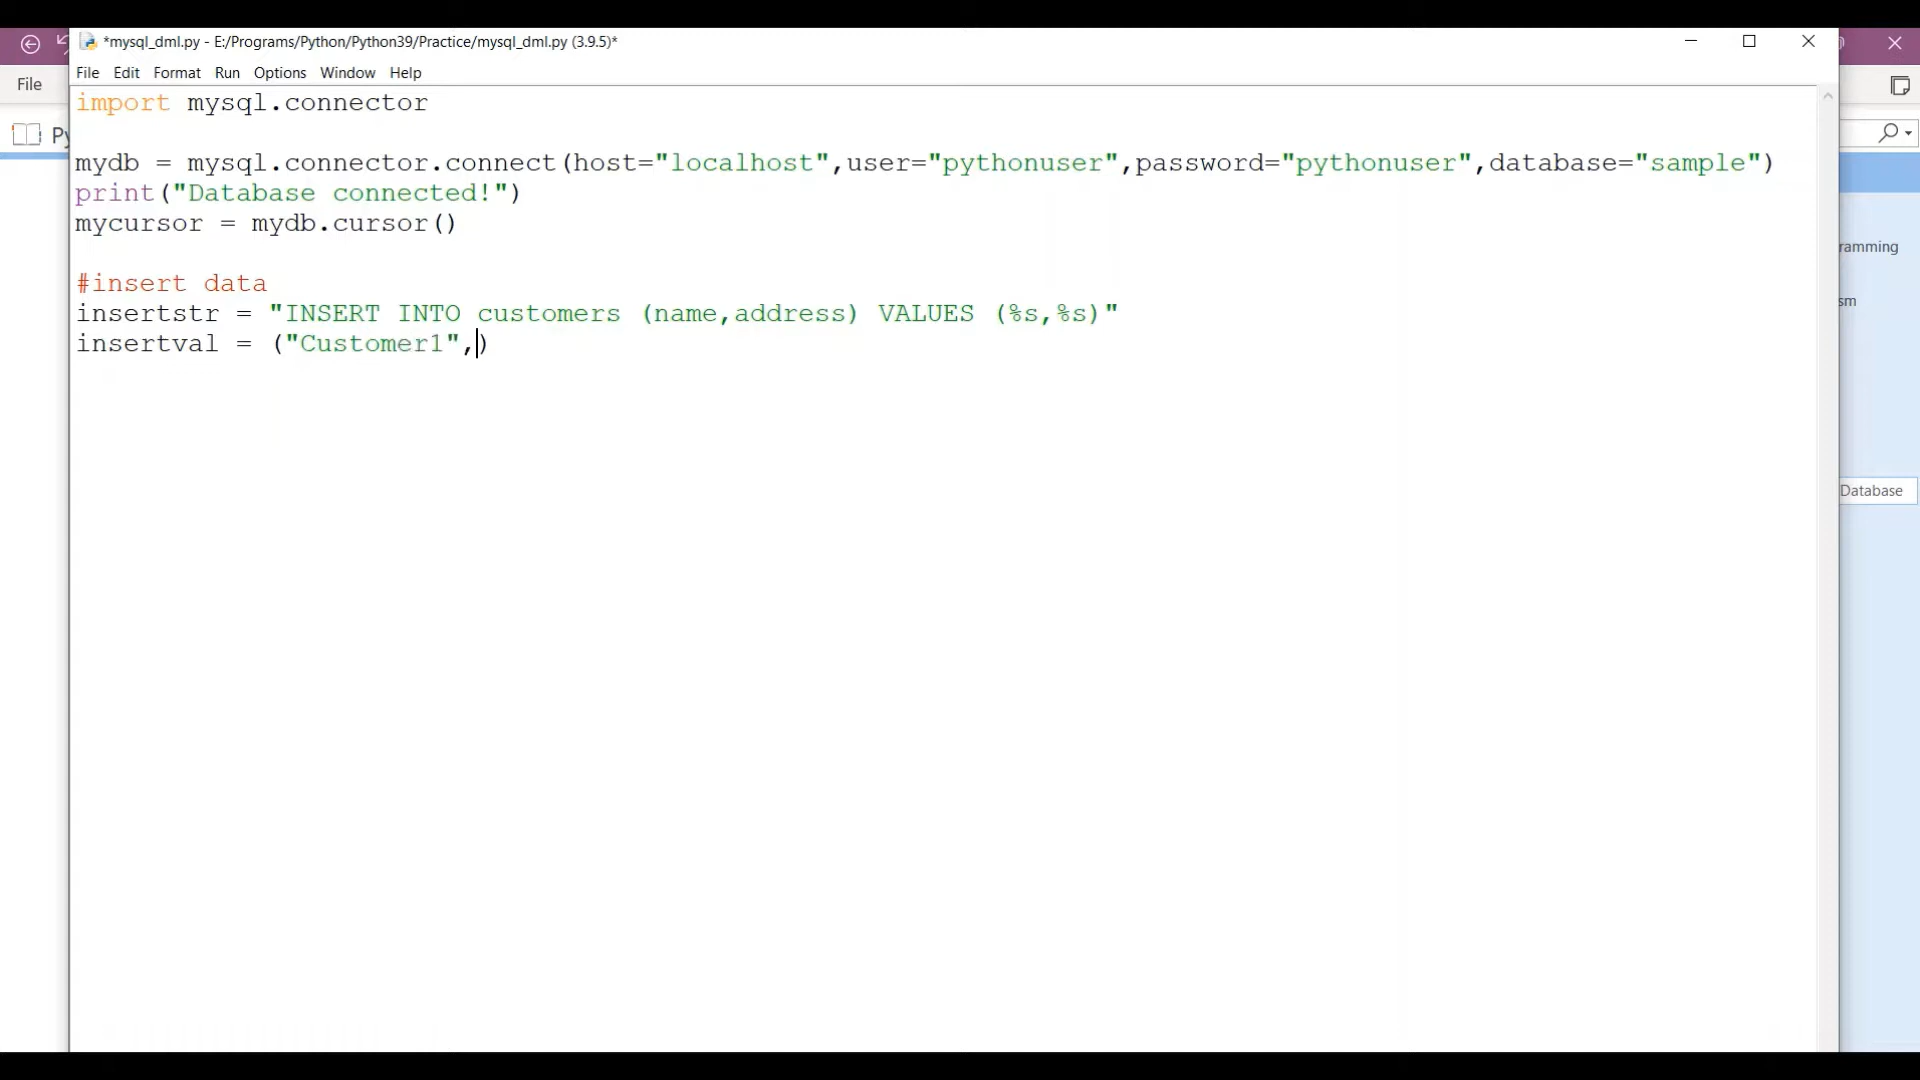 *mysql_dml.py - E:/Programs/Python/Python39/Practice/mysql_dml.py (3.9.5)*
File Edit Format Run Options Window Help
File
import mysql.connector
Py
mydb = mysql.connector.connect(host="localhost",user="pythonuser",password="pythonuser",database="sample")
print("Database connected!")
mycursor = mydb.cursor()
ramming
#insert data
sm
insertstr = "INSERT INTO customers (name,address) VALUES (%s,%s)"
insertval = ("Customer1",)
Database